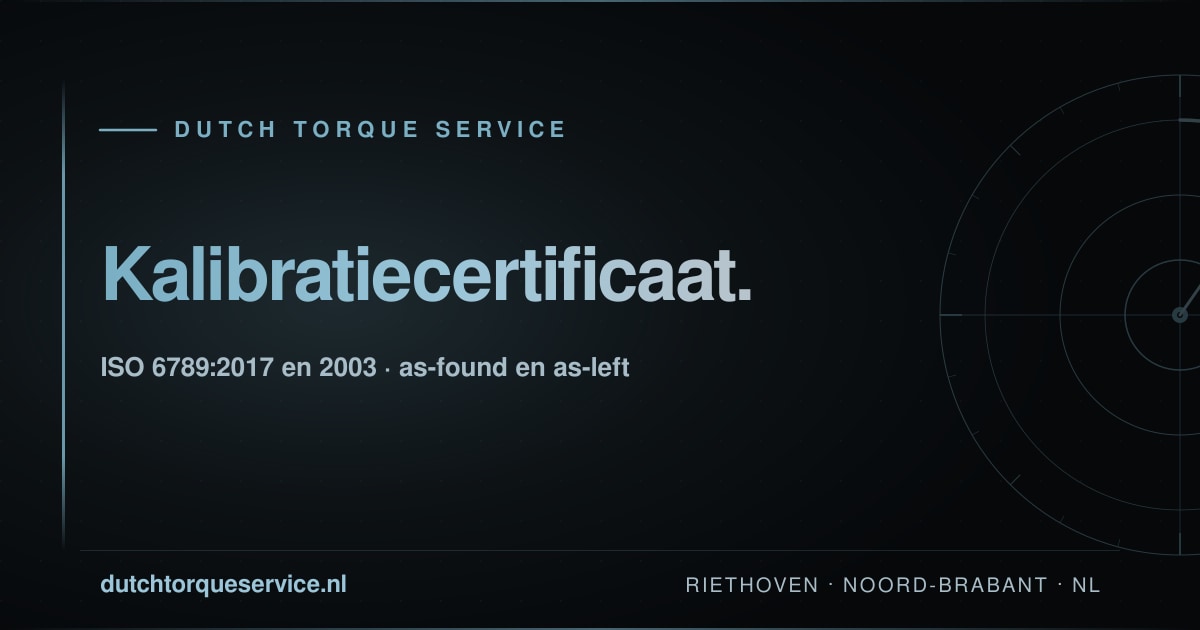 DUTCH TORQUE SERVICE
Kalibratiecertificaat.
ISO 6789:2017 en 2003 · as-found en as-left
dutchtorqueservice.nl
RIETHOVEN · NOORD-BRABANT · NL